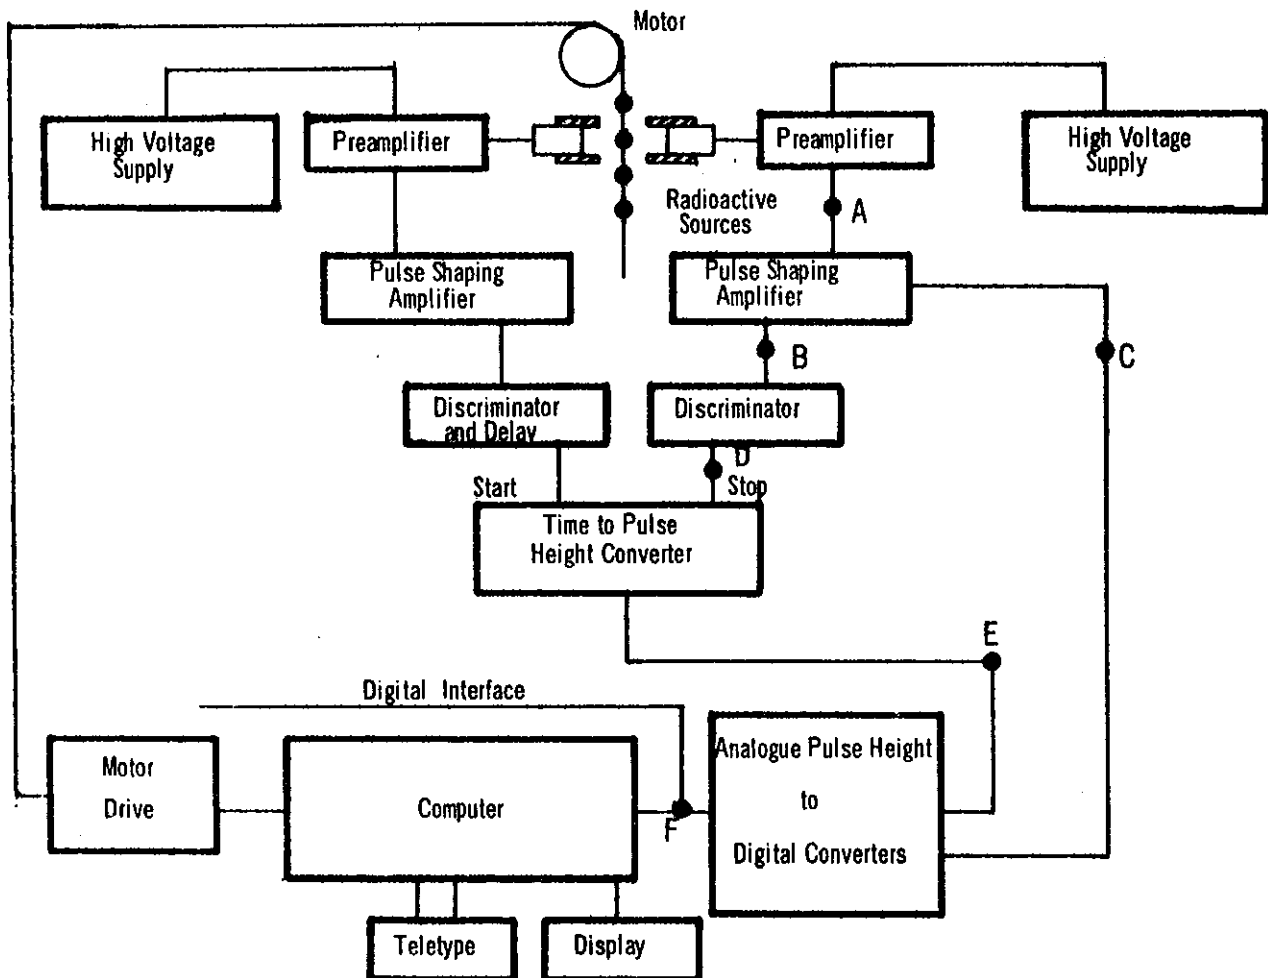 Motor
High Voltage
Supply
Preamplifier
Preamplifier
High Voltage
Supply
Radioactive
Sources
A
Pulse Shaping
Amplifier
Pulse Shaping
Amplifier
B
C
Discriminator
and Delay
Discriminator
D
Start
Stop
Time to Pulse
Height Converter
E
Digital Interface
Motor
Drive
Computer
F
Analogue Pulse Height
to
Digital Converters
Teletype
Display